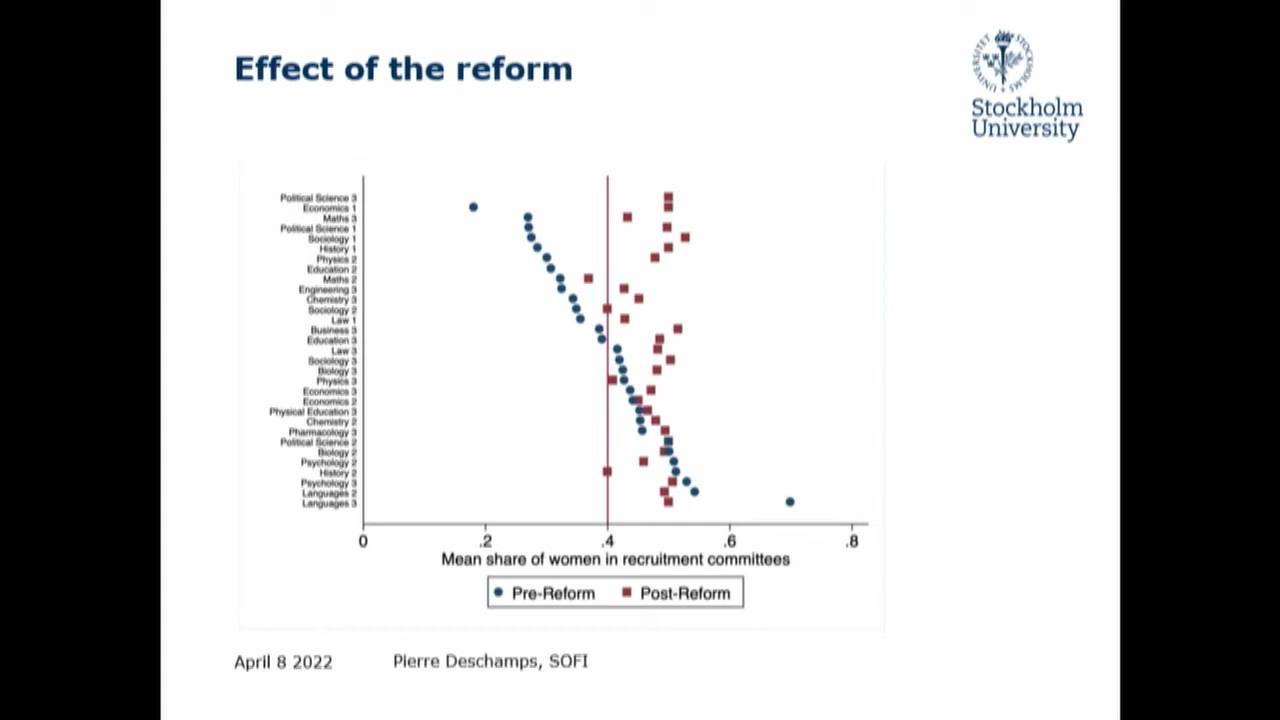 Effect of the reform
Stockholm
University
Political Science 3
Economics 1
Maths 3
Political Science 1
Sociology 1
History 1
Physics 2
Education 2
Maths 2
Engineering 3
Chemistry 3
Sociology 2
Law 1
Business 3
Education 3
Law 3
Sociology 3
Biology 3
Physics 3
Economics 3
Economics 2
Physical Education 3
Chemistry 2
Pharmacology 3
Political Science 2
Biology 2
Psychology 2
History 2
Psychology 3
Languages 2
Languages 3
0 .2 .4 .6 .8
Mean share of women in recruitment committees
Pre-Reform Post-Reform
April 8 2022 Pierre Deschamps, SOFI